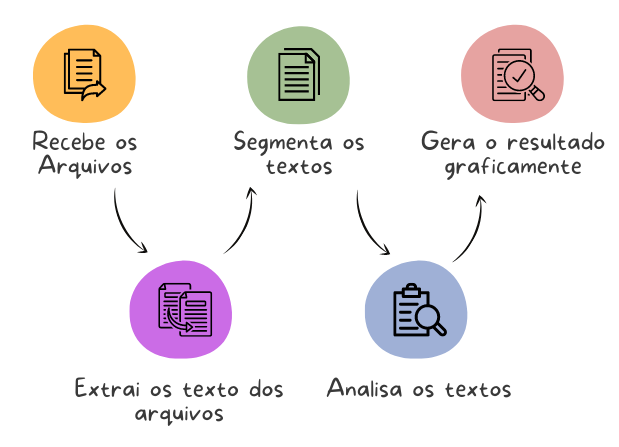 Recebe os
Arquivos
Extrai os texto dos
arquivos
Segmenta os
textos
Analisa os textos
Gera o resultado
graficamente